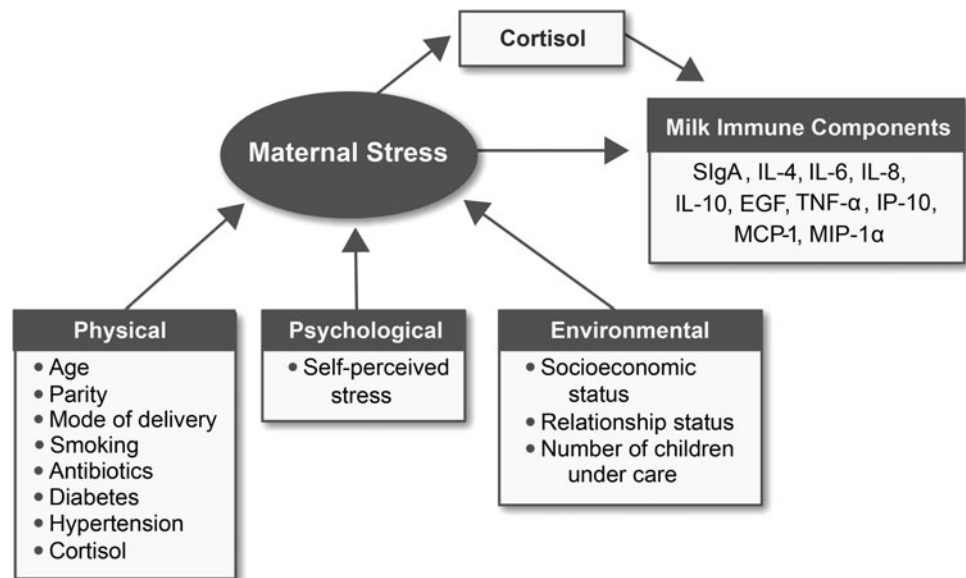 Cortisol
Maternal Stress
Milk Immune Components
SIgA, IL-4, IL-6, IL-8,
IL-10, EGF, TNF-α, IP-10,
MCP-1, MIP-1α
Physical
• Age
• Parity
• Mode of delivery
• Smoking
• Antibiotics
• Diabetes
• Hypertension
• Cortisol
Psychological
• Self-perceived
stress
Environmental
• Socioeconomic
status
• Relationship status
• Number of children
under care